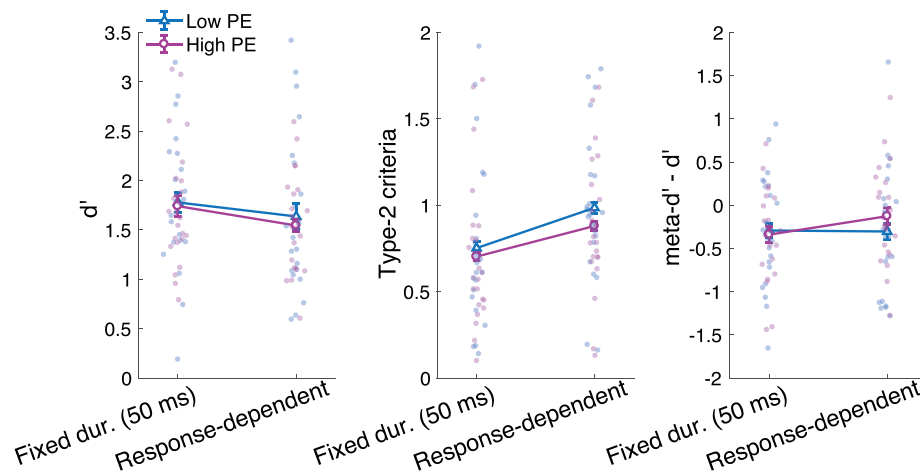 Low PE
High PE
d'
3.5
3
2.5
2
1.5
1
0.5
0
Fixed dur. (50 ms)
Response-dependent
Type-2 criteria
2
1.5
1
0.5
0
Fixed dur. (50 ms)
Response-dependent
meta-d' - d'
2
1.5
1
0.5
0
-0.5
-1
-1.5
-2
Fixed dur. (50 ms)
Response-dependent